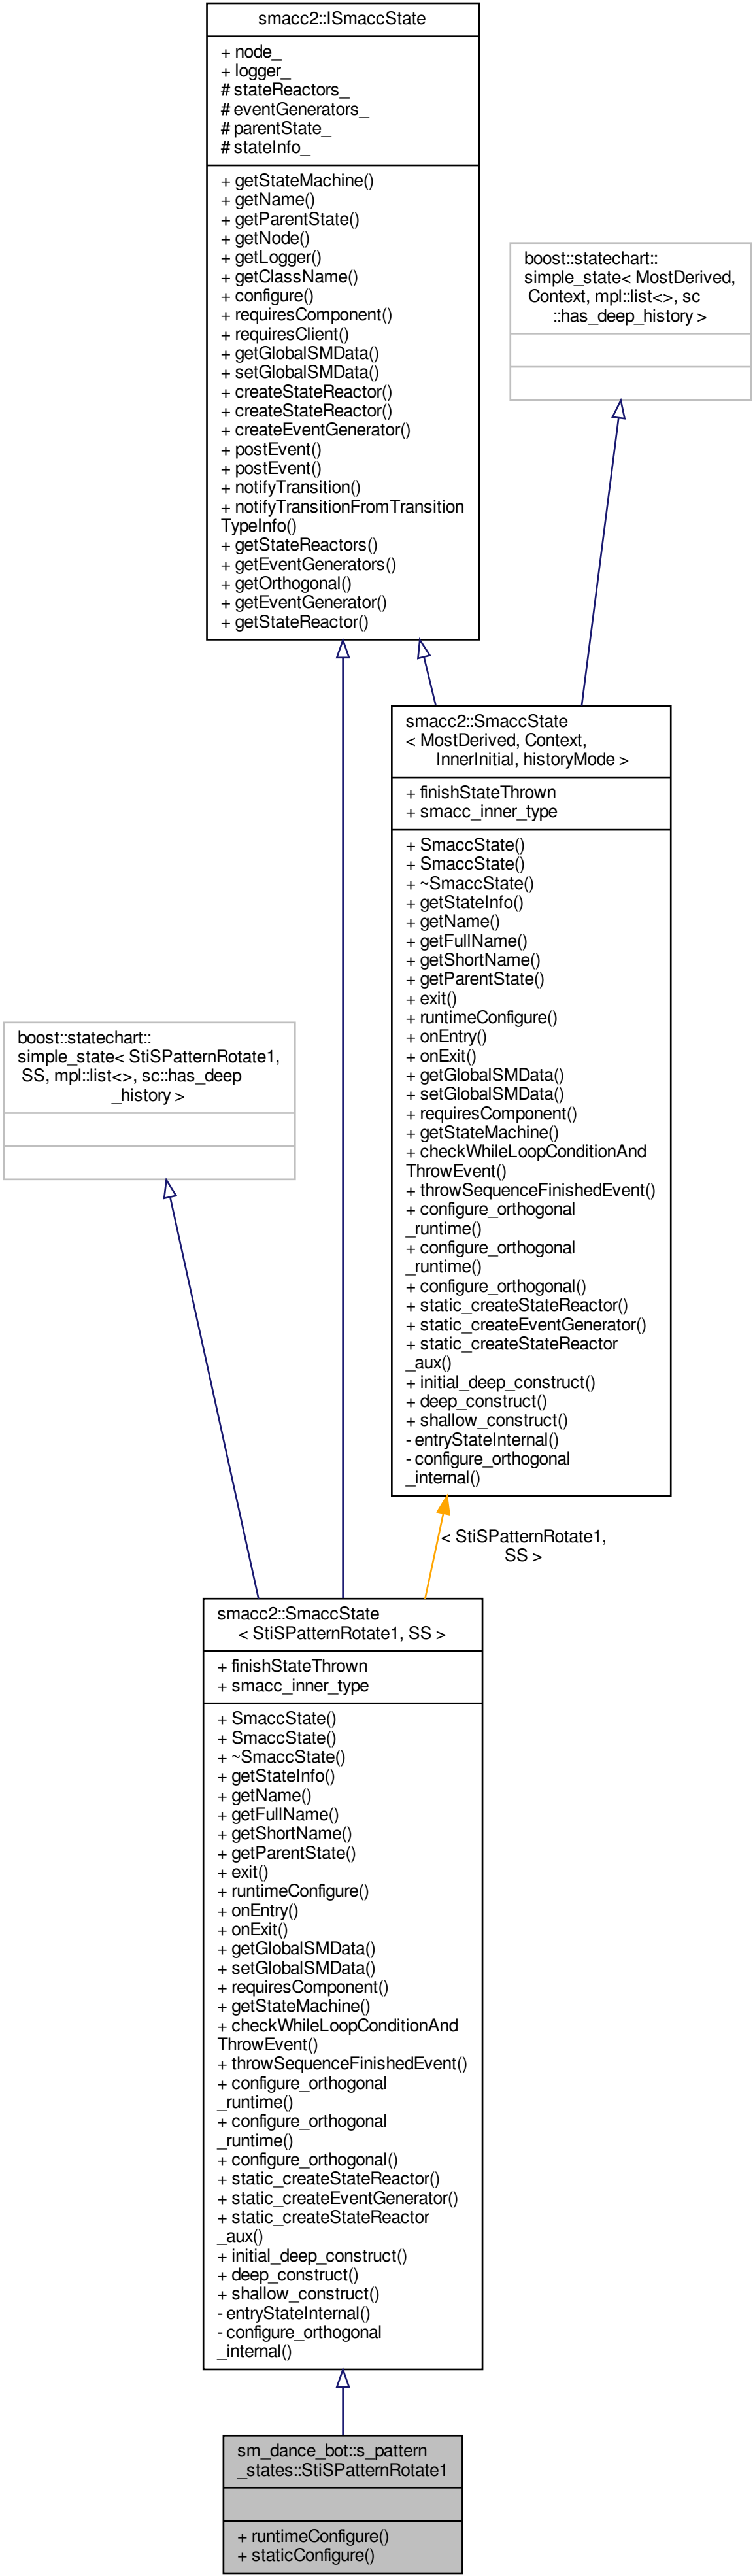 smacc2::ISmaccState
+ node_
+ logger_
# stateReactors_
# eventGenerators_
# parentState_
# stateInfo_
+ getStateMachine()
+ getName()
+ getParentState()
+ getNode()
+ getLogger()
+ getClassName()
+ configure()
+ requiresComponent()
+ requiresClient()
+ getGlobalSMData()
+ setGlobalSMData()
+ createStateReactor()
+ createStateReactor()
+ createEventGenerator()
+ postEvent()
+ postEvent()
+ notifyTransition()
+ notifyTransitionFromTransition
TypeInfo()
+ getStateReactors()
+ getEventGenerators()
+ getOrthogonal()
+ getEventGenerator()
+ getStateReactor()
boost::statechart::
simple_state< MostDerived,
Context, mpl::list<>, sc
::has_deep_history >
smacc2::SmaccState
< MostDerived, Context,
InnerInitial, historyMode >
+ finishStateThrown
+ smacc_inner_type
+ SmaccState()
+ SmaccState()
+ ~SmaccState()
+ getStateInfo()
+ getName()
+ getFullName()
+ getShortName()
+ getParentState()
+ exit()
+ runtimeConfigure()
+ onEntry()
+ onExit()
+ getGlobalSMData()
+ setGlobalSMData()
+ requiresComponent()
+ getStateMachine()
+ checkWhileLoopConditionAnd
ThrowEvent()
+ throwSequenceFinishedEvent()
+ configure_orthogonal
_runtime()
+ configure_orthogonal
_runtime()
+ configure_orthogonal()
+ static_createStateReactor()
+ static_createEventGenerator()
+ static_createStateReactor
_aux()
+ initial_deep_construct()
+ deep_construct()
+ shallow_construct()
- entryStateInternal()
- configure_orthogonal
_internal()
boost::statechart::
simple_state< StiSPatternRotate1,
SS, mpl::list<>, sc::has_deep
_history >
< StiSPatternRotate1,
SS >
smacc2::SmaccState
< StiSPatternRotate1, SS >
+ finishStateThrown
+ smacc_inner_type
+ SmaccState()
+ SmaccState()
+ ~SmaccState()
+ getStateInfo()
+ getName()
+ getFullName()
+ getShortName()
+ getParentState()
+ exit()
+ runtimeConfigure()
+ onEntry()
+ onExit()
+ getGlobalSMData()
+ setGlobalSMData()
+ requiresComponent()
+ getStateMachine()
+ checkWhileLoopConditionAnd
ThrowEvent()
+ throwSequenceFinishedEvent()
+ configure_orthogonal
_runtime()
+ configure_orthogonal
_runtime()
+ configure_orthogonal()
+ static_createStateReactor()
+ static_createEventGenerator()
+ static_createStateReactor
_aux()
+ initial_deep_construct()
+ deep_construct()
+ shallow_construct()
- entryStateInternal()
- configure_orthogonal
_internal()
sm_dance_bot::s_pattern
_states::StiSPatternRotate1
+ runtimeConfigure()
+ staticConfigure()